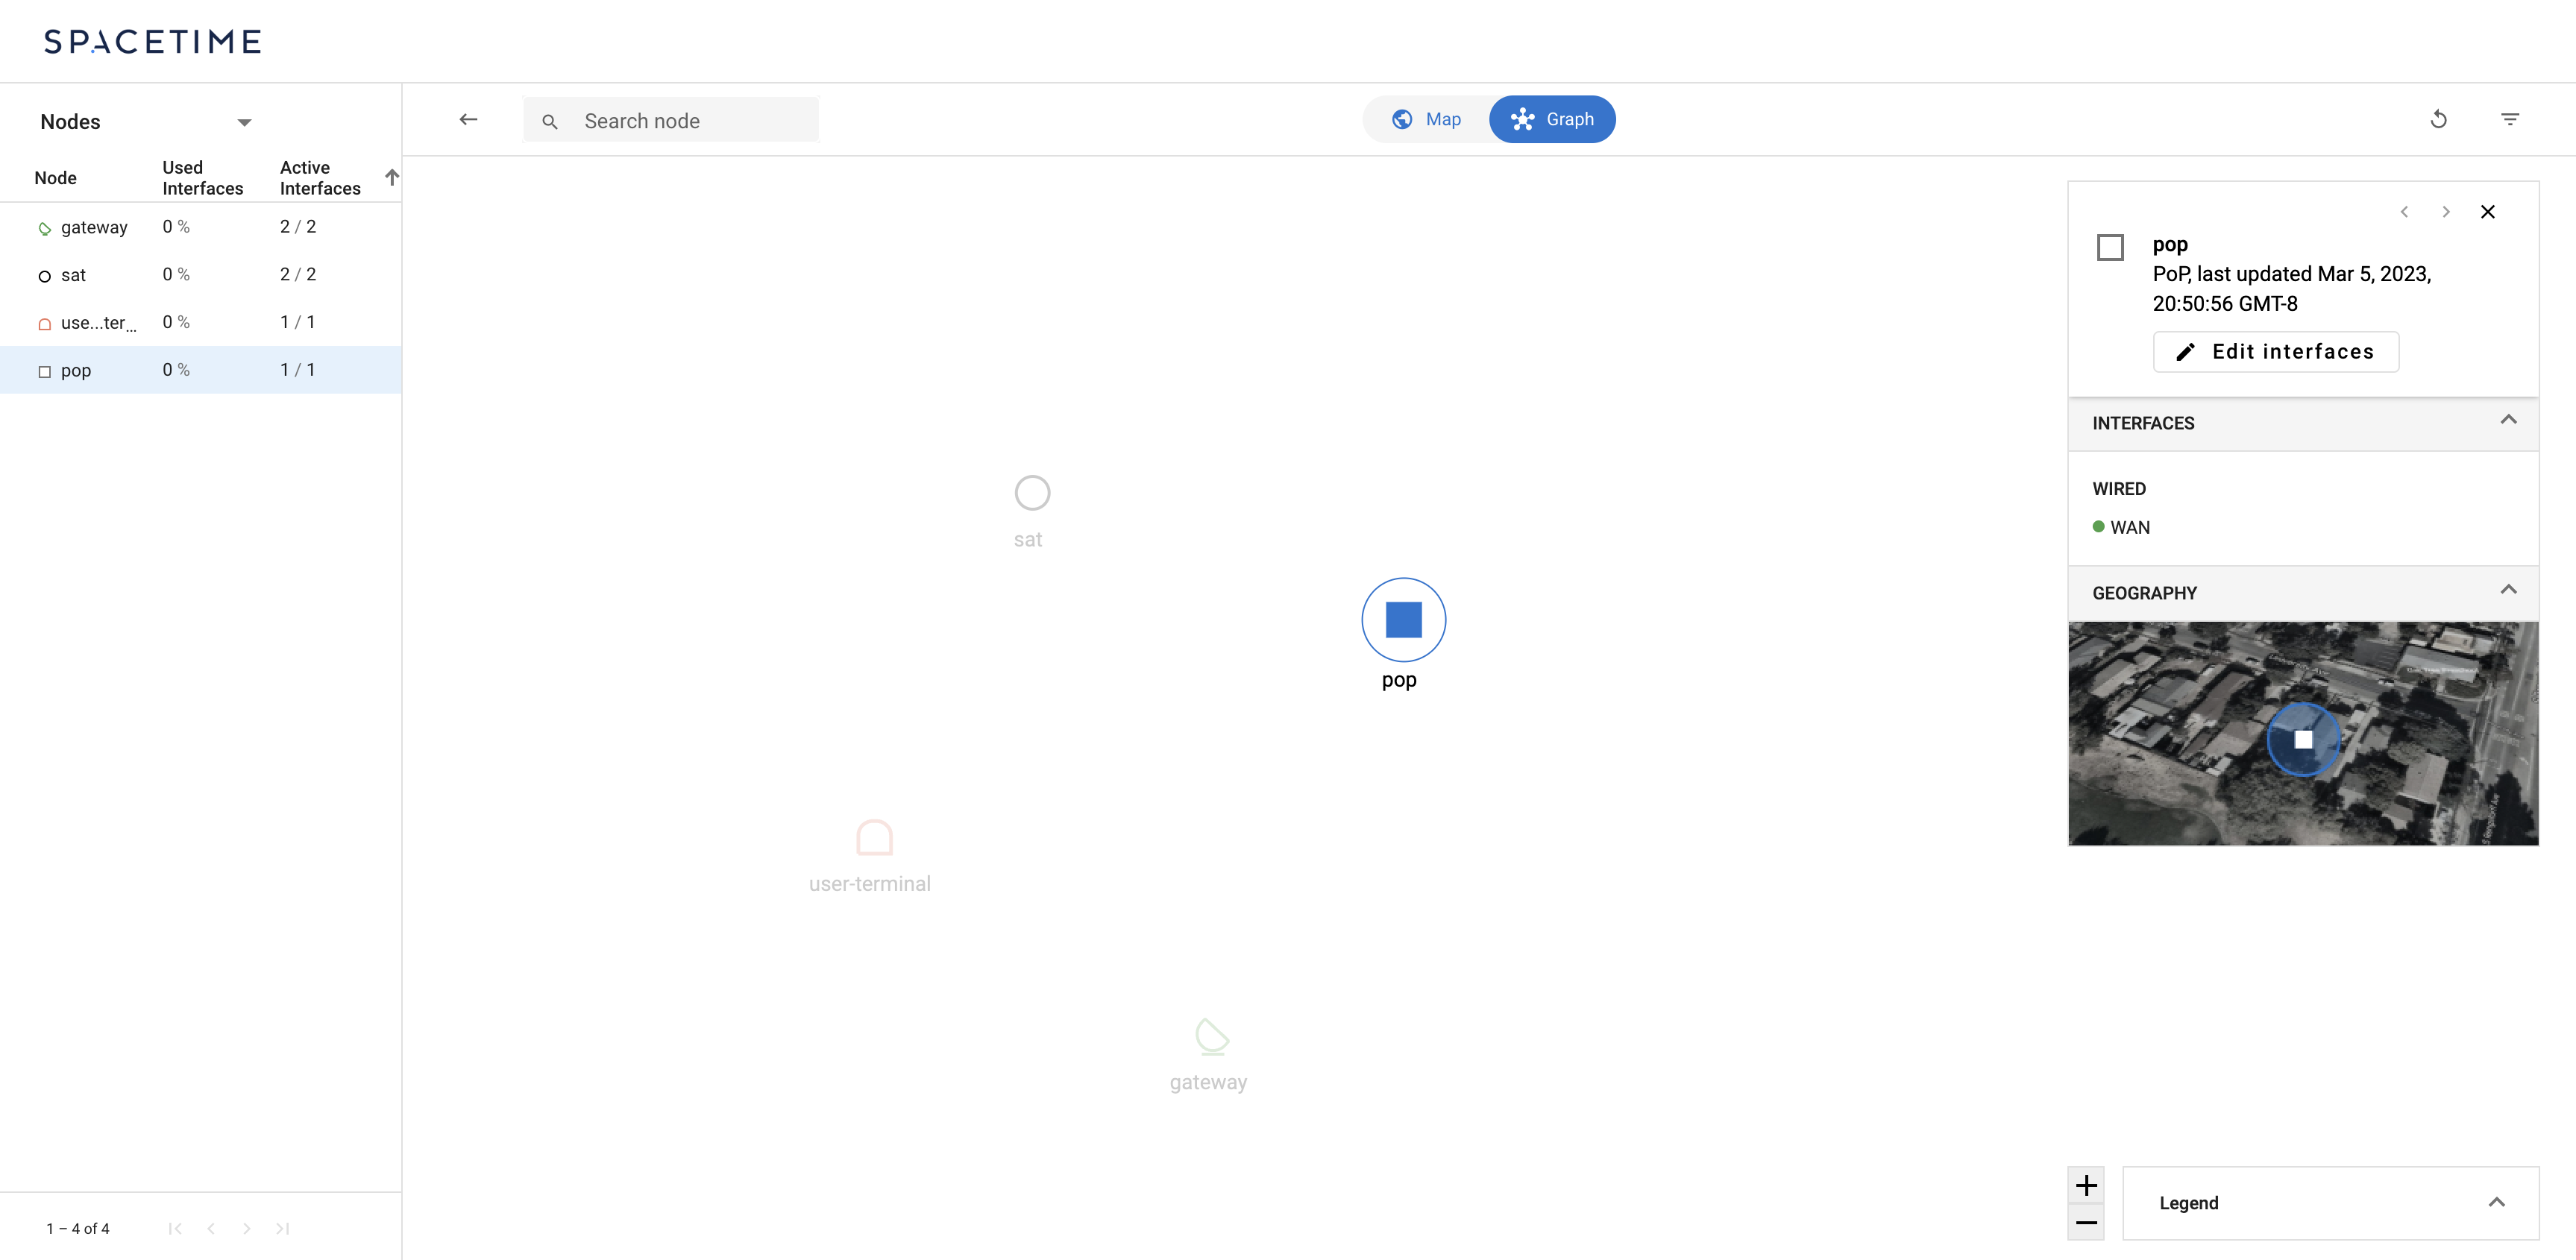 SPACETIME
Nodes
Search node
Map
Graph
Node
Used
Interfaces
Active
Interfaces
gateway
0 %
2 / 2
sat
0 %
2 / 2
use...ter...
0 %
1 / 1
pop
0 %
1 / 1
1 – 4 of 4
sat
pop
user-terminal
gateway
pop
PoP, last updated Mar 5, 2023,
20:50:56 GMT-8
Edit interfaces
INTERFACES
WIRED
WAN
GEOGRAPHY
Legend